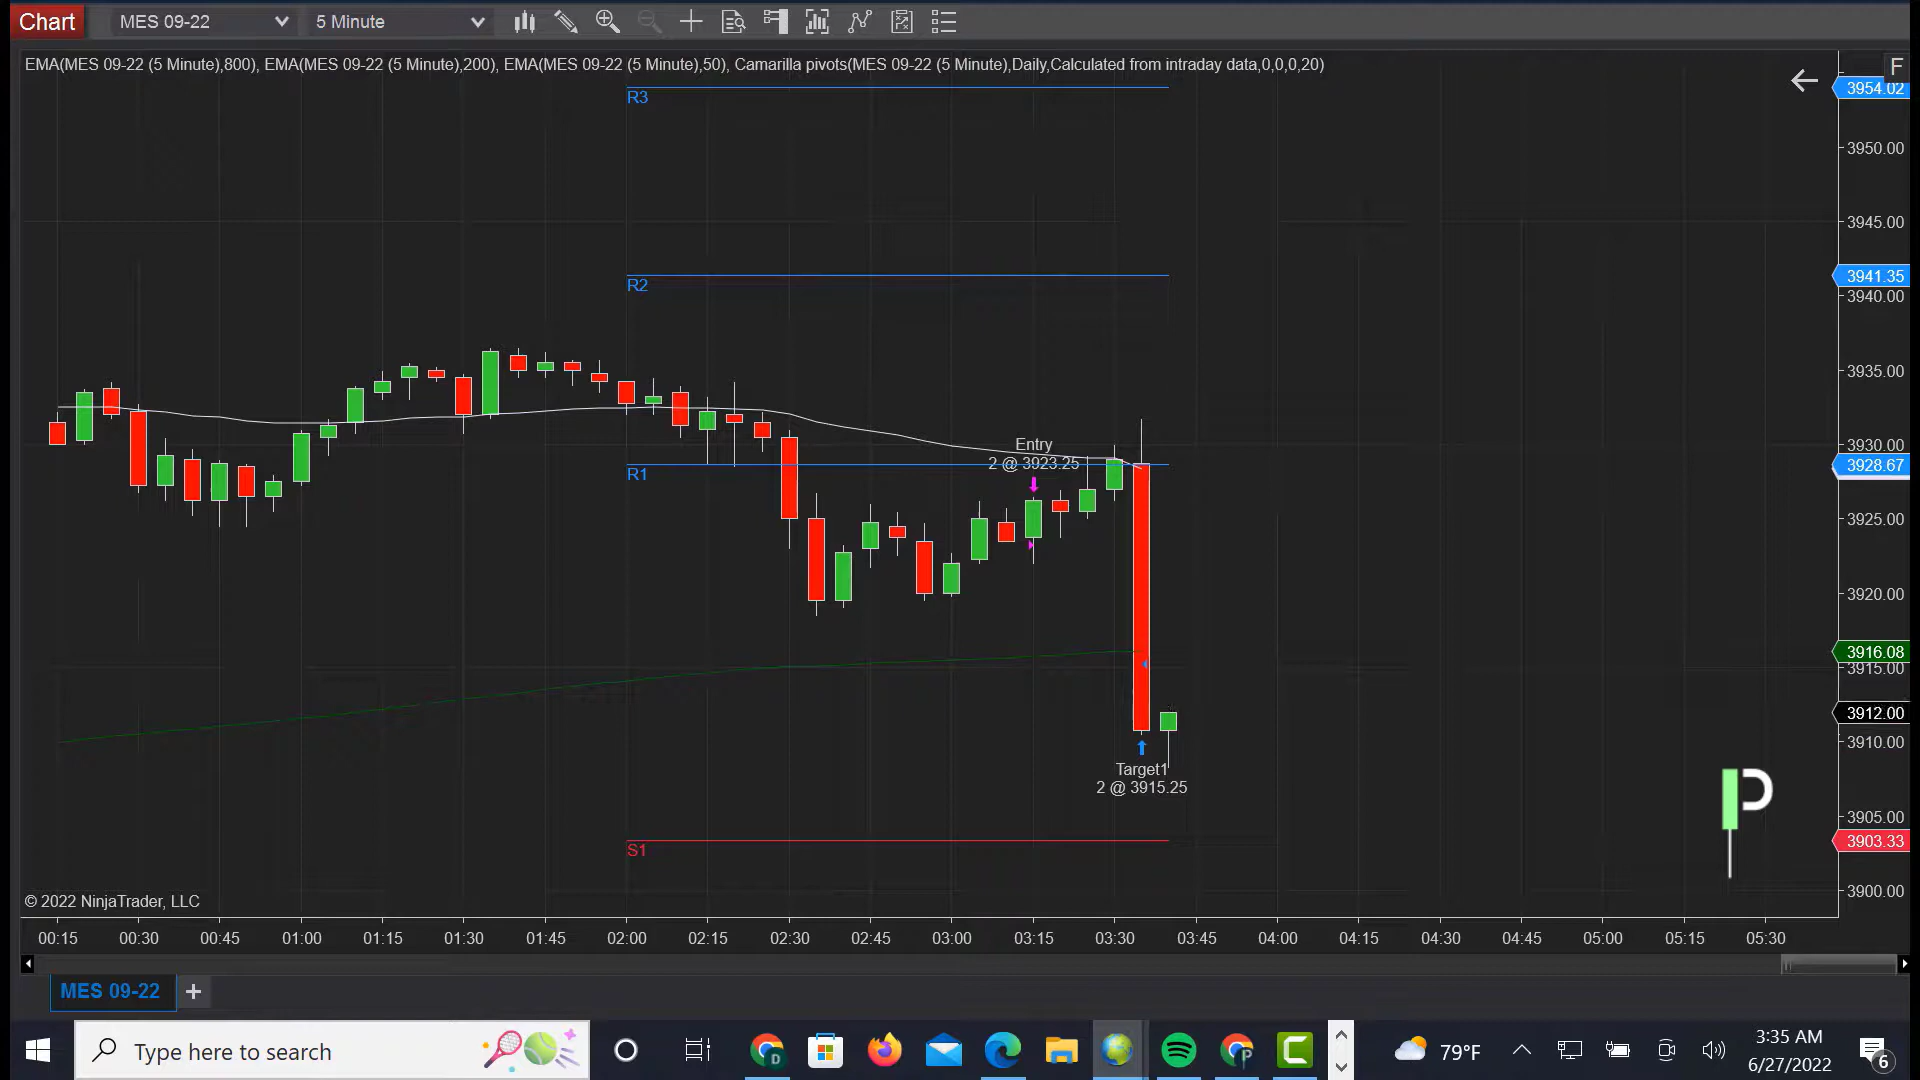 Chart MES 09-22 5 Minute
EMA(MES 09-22 (5 Minute),800), EMA(MES 09-22 (5 Minute),200), EMA(MES 09-22 (5 Minute),50), Camarilla pivots(MES 09-22 (5 Minute),Daily,Calculated from intraday data,0,0,0,20)
F
3954.02
R3
3950.00
3945.00
3941.35
R2
3940.00
3935.00
Entry
3930.00
2 @ 3923.25
3928.67
R1
3925.00
3920.00
3916.08
3915.00
3912.00
3910.00
Target1
2 @ 3915.25
P
3905.00
3903.33
S1
3900.00
© 2022 NinjaTrader, LLC
00:15 00:30 00:45 01:00 01:15 01:30 01:45 02:00 02:15 02:30 02:45 03:00 03:15 03:30 03:45 04:00 04:15 04:30 04:45 05:00 05:15 05:30
MES 09-22 +
Type here to search
D
P
79°F
3:35 AM
6/27/2022
6